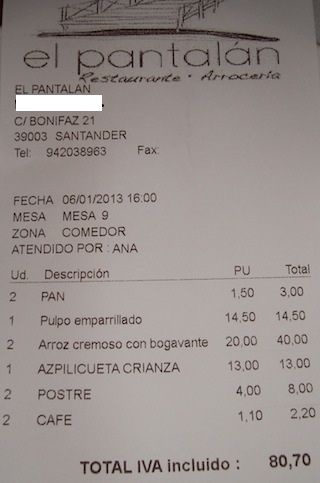 el pantalán
Restaurante · Arrocería
EL PANTALAN
C/ BONIFAZ 21
39003 SANTANDER
Tel: 942038963 Fax:
FECHA 06/01/2013 16:00
MESA MESA 9
ZONA COMEDOR
ATENDIDO POR : ANA
Ud. Descripción PU Total
2 PAN 1,50 3,00
1 Pulpo emparrillado 14,50 14,50
2 Arroz cremoso con bogavante 20,00 40,00
1 AZPILICUETA CRIANZA 13,00 13,00
2 POSTRE 4,00 8,00
2 CAFE 1,10 2,20
TOTAL IVA incluido : 80,70